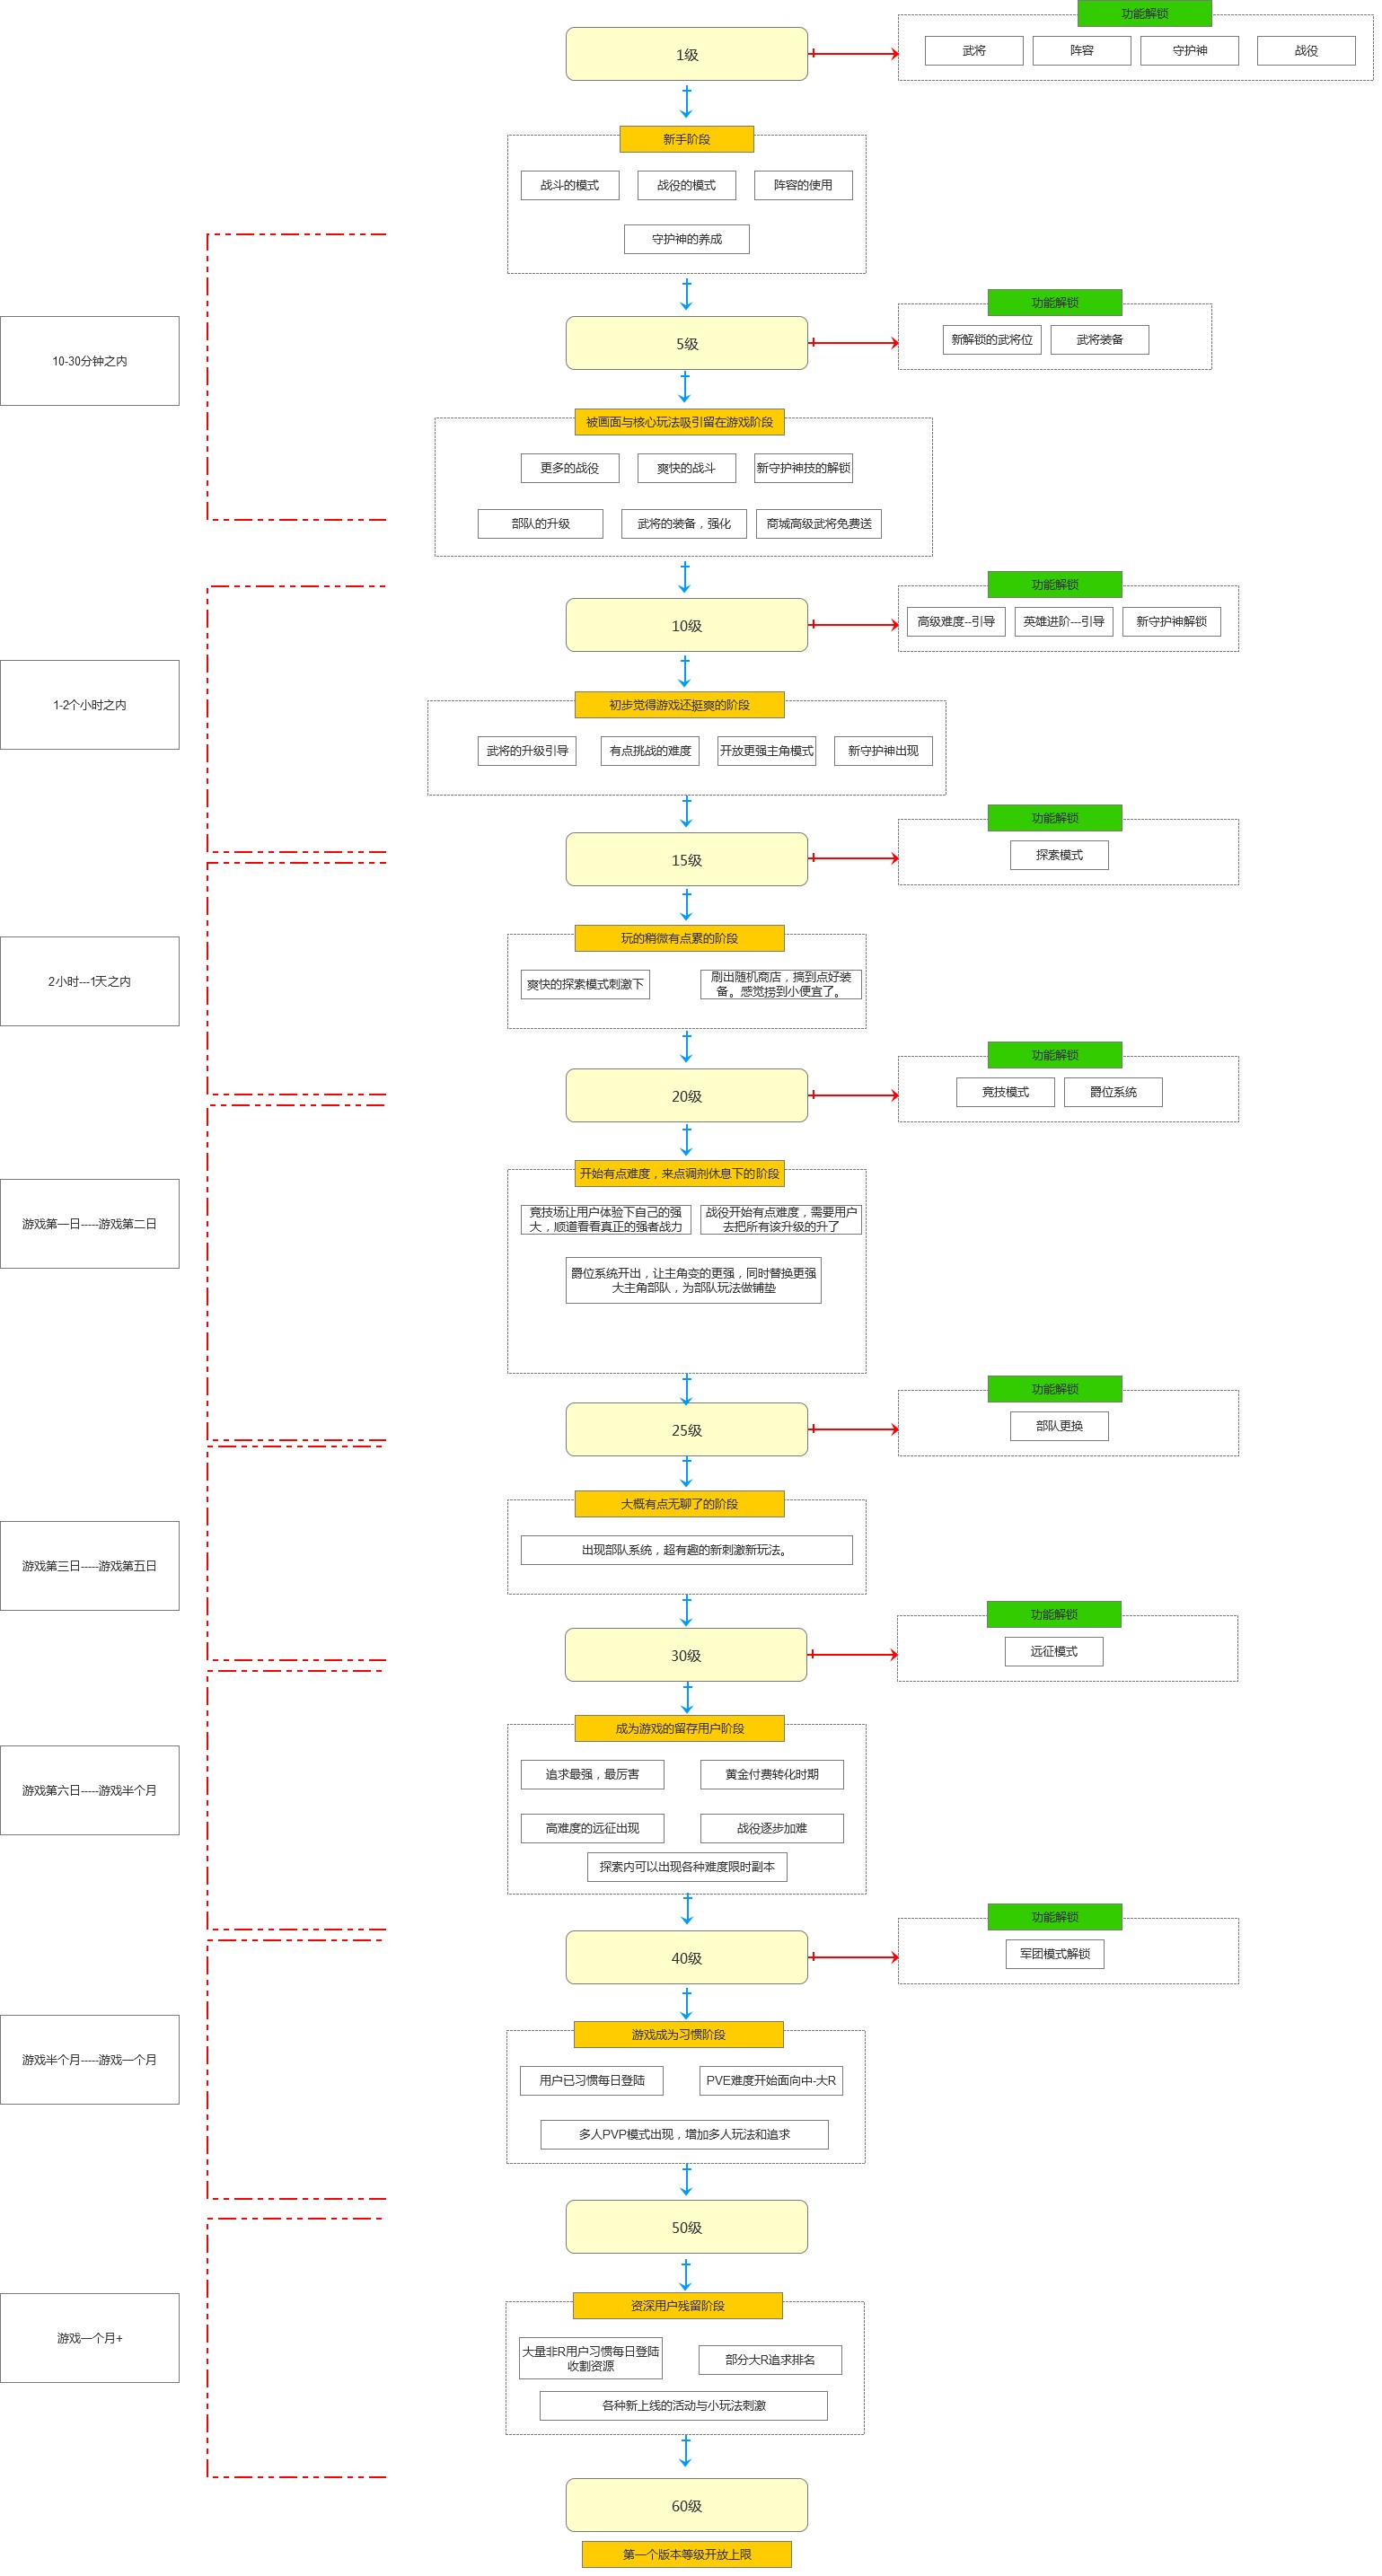 功能解锁
1级
武将
阵容
守护神
战役
新手阶段
战斗的模式
战役的模式
阵容的使用
守护神的养成
功能解锁
10-30分钟之内
5级
新解锁的武将位
武将装备
被画面与核心玩法吸引留在游戏阶段
更多的战役
爽快的战斗
新守护神技的解锁
部队的升级
武将的装备，强化
商城高级武将免费送
功能解锁
10级
高级难度--引导
英雄进阶---引导
新守护神解锁
1-2个小时之内
初步觉得游戏还挺爽的阶段
武将的升级引导
有点挑战的难度
开放更强主角模式
新守护神出现
功能解锁
15级
探索模式
2小时---1天之内
玩的稍微有点累的阶段
爽快的探索模式刺激下
刷出随机商店，搞到点好装
备。感觉捞到小便宜了。
功能解锁
20级
竞技模式
爵位系统
游戏第一日-----游戏第二日
开始有点难度，来点调剂休息下的阶段
竞技场让用户体验下自己的强
大，顺道看看真正的强者战力
战役开始有点难度，需要用户
去把所有该升级的升了
爵位系统开出，让主角变的更强，同时替换更强
大主角部队，为部队玩法做铺垫
功能解锁
25级
部队更换
大概有点无聊了的阶段
游戏第三日-----游戏第五日
出现部队系统，超有趣的新刺激新玩法。
功能解锁
30级
远征模式
成为游戏的留存用户阶段
游戏第六日-----游戏半个月
追求最强，最厉害
黄金付费转化时期
高难度的远征出现
战役逐步加难
探索内可以出现各种难度限时副本
功能解锁
40级
军团模式解锁
游戏成为习惯阶段
游戏半个月-----游戏一个月
用户已习惯每日登陆
PVE难度开始面向中-大R
多人PVP模式出现，增加多人玩法和追求
50级
资深用户残留阶段
游戏一个月+
大量非R用户习惯每日登陆
收割资源
部分大R追求排名
各种新上线的活动与小玩法刺激
60级
第一个版本等级开放上限